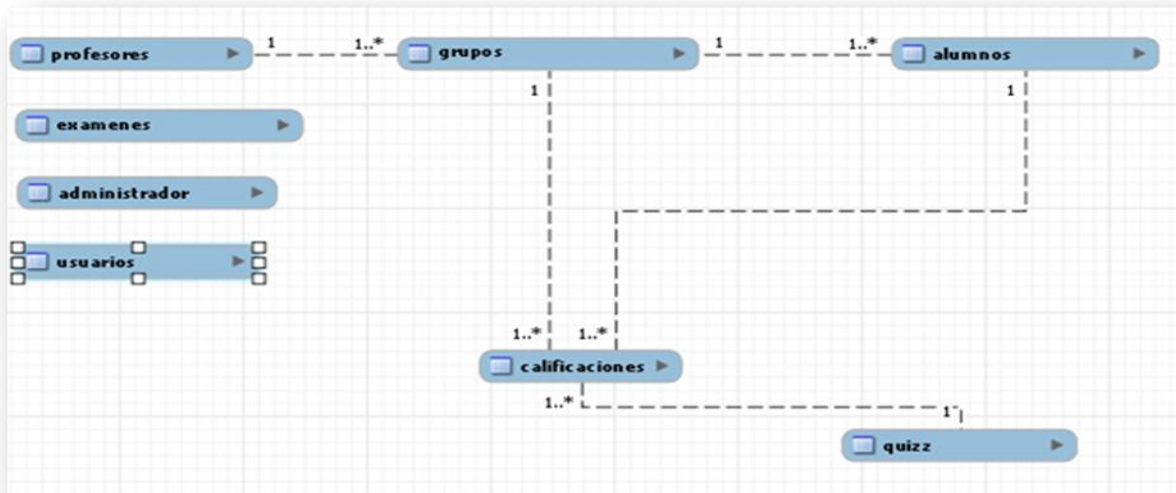 profesores 1 1..* grupos 1 1..* alumnos
1 1
examenes
administrador
usuarios
1..* 1..*
calificaciones
1..* 1
quizz